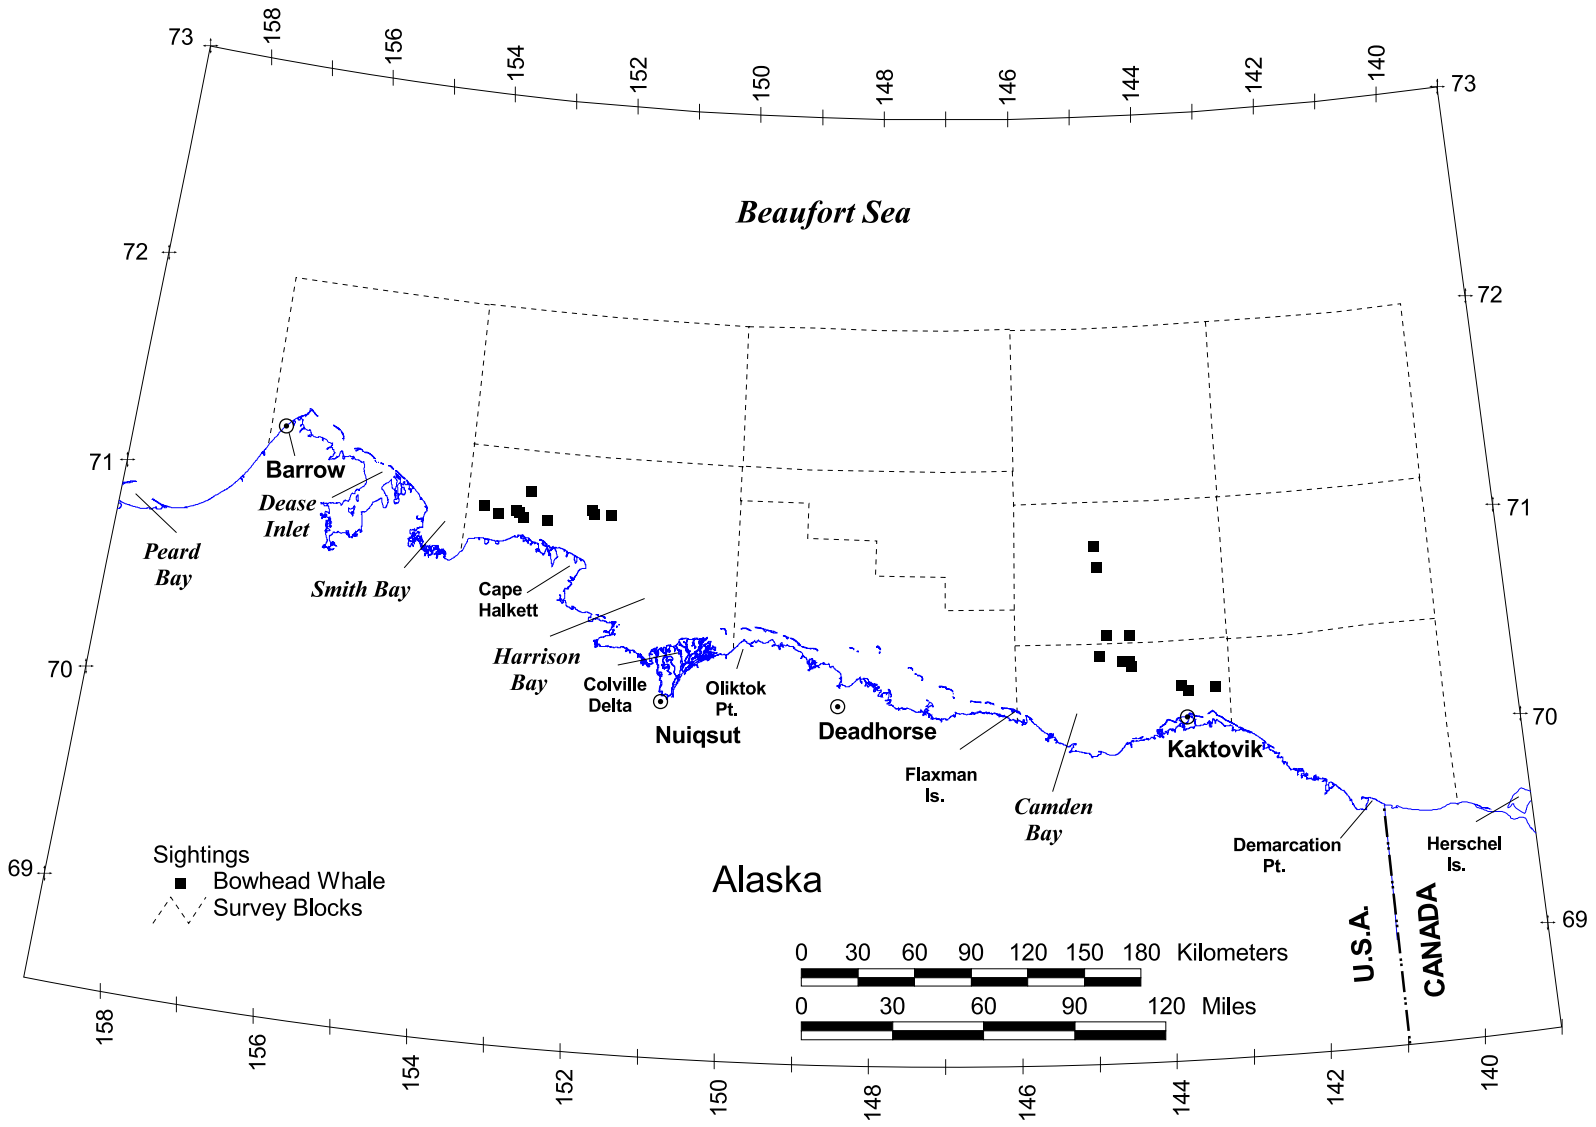 158
156
154
152
150
148
146
144
142
140
73
73
Beaufort Sea
72
72
71
71
Barrow
Dease
Inlet
Peard
Bay
Smith Bay
Cape
Halkett
Harrison
Bay
Colville
Delta
Oliktok
Pt.
70
70
Nuiqsut
Deadhorse
Kaktovik
Flaxman
Is.
Camden
Bay
Demarcation
Pt.
Herschel
Is.
69
69
Sightings
Bowhead Whale
Survey Blocks
Alaska
U.S.A.
CANADA
0 30 60 90 120 150 180 Kilometers
0 30 60 90 120 Miles
158
156
154
152
150
148
146
144
142
140